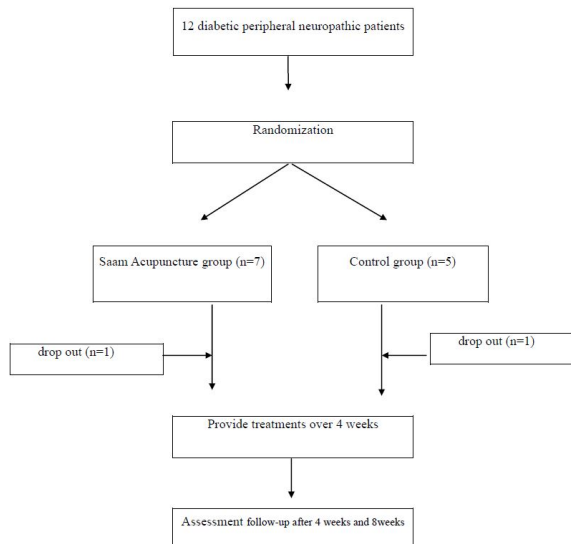 12 diabetic peripheral neuropathic patients
Randomization
Saam Acupuncture group (n=7)
Control group (n=5)
drop out (n=1)
drop out (n=1)
Provide treatments over 4 weeks
Assessment follow-up after 4 weeks and 8weeks